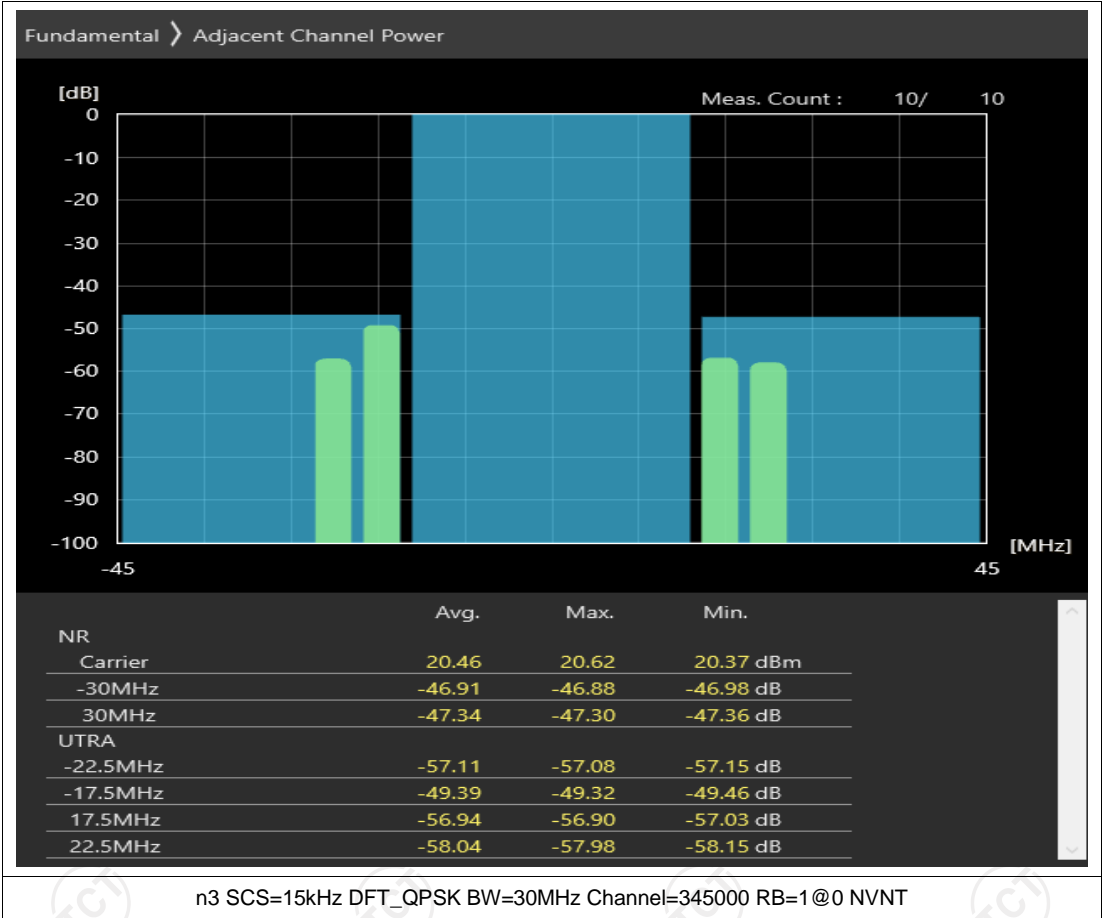 Fundamental 〉 Adjacent Channel Power
[dB]
Meas. Count : 10/ 10
0
-10
-20
-30
-40
-50
-60
-70
-80
-90
-100
[MHz]
-45 45
Avg. Max. Min.
NR
Carrier 20.46 20.62 20.37 dBm
-30MHz -46.91 -46.88 -46.98 dB
30MHz -47.34 -47.30 -47.36 dB
UTRA
-22.5MHz -57.11 -57.08 -57.15 dB
-17.5MHz -49.39 -49.32 -49.46 dB
17.5MHz -56.94 -56.90 -57.03 dB
22.5MHz -58.04 -57.98 -58.15 dB
n3 SCS=15kHz DFT_QPSK BW=30MHz Channel=345000 RB=1@0 NVNT
TCT TCT TCT TCT